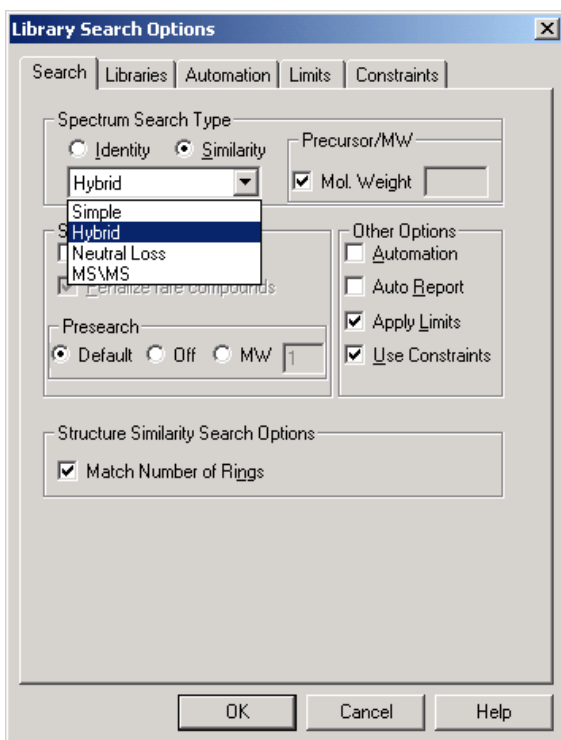 Library Search Options
Search Libraries Automation Limits Constraints
Spectrum Search Type
Identity Similarity
Precursor/MW
Hybrid
Mol. Weight
Simple
Hybrid
Neutral Loss
MS\MS
S
Penalize rare compounds
Other Options
Automation
Auto Report
Apply Limits
Use Constraints
Presearch
Default Off MW 1
Structure Similarity Search Options
Match Number of Rings
OK Cancel Help